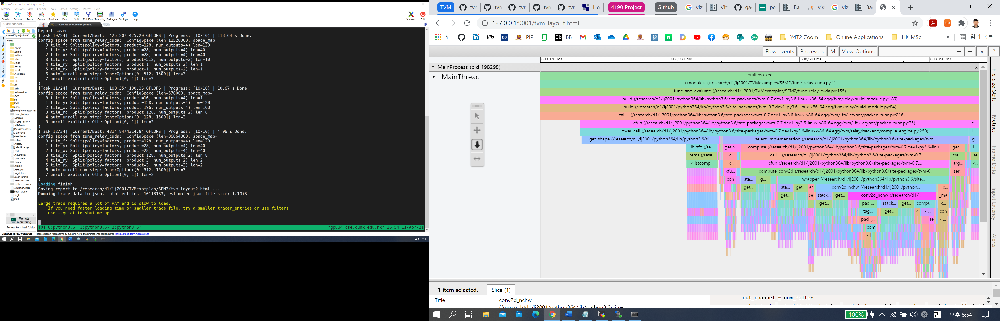 linux9.cse.cuhk.edu.hk (jhchoi6)
Terminal Sessions View X server Tools Games Settings Macros Help
Session Servers Tools Games Sessions View Split MultiExec Tunneling Packages Settings Help X server Exit
Quick connect...
2. linux9.cse.cuhk.edu.hk (jhchoi6)
/data/d0/y16/jhchoi6/
Name
..
.cache
.config
.eclipse
.idlerc
.imap
.keras
.local
.netscape
.nv
.pki
.qt
.ssh
.subversion
.tvm
bin
Mail
perl5
mysql-connector-jav
.bash_history
.viminfo
.mysql_history
.Xdefaults
MysqlCon.class
3170.java
dead.letter
.cshrc
.history
jhchoi6.tar.gz
.rnd
.Xauthority
.procmailrc
.bashrc
.profile
.xsession
.wget-hsts
.bash_profile
.xsession.sun
.python_history
.xsession.linux
bash_profile
.login
mail
Sessions
Tools
Macros
Sftp
Remote
monitoring
Follow terminal folder
Report saved.
[Task 10/24]  Current/Best:  425.20/ 425.20 GFLOPS | Progress: (10/10) | 113.64 s Done.
config space from tune_relay_cuda:  ConfigSpace (len=11520000, space_map=
0 tile_f: Split(policy=factors, product=128, num_outputs=4) len=120
1 tile_y: Split(policy=factors, product=28, num_outputs=4) len=40
2 tile_x: Split(policy=factors, product=28, num_outputs=4) len=40
3 tile_rc: Split(policy=factors, product=512, num_outputs=2) len=10
4 tile_ry: Split(policy=factors, product=1, num_outputs=2) len=1
5 tile_rx: Split(policy=factors, product=1, num_outputs=2) len=1
6 auto_unroll_max_step: OtherOption([0, 512, 1500]) len=3
7 unroll_explicit: OtherOption([0, 1]) len=2
)
[Task 11/24]  Current/Best:  100.35/ 100.35 GFLOPS | Progress: (10/10) | 10.67 s Done.
config space from tune_relay_cuda:  ConfigSpace (len=576000, space_map=
0 tile_b: Split(policy=factors, product=16, num_outputs=4) len=1
1 tile_y: Split(policy=factors, product=128, num_outputs=4) len=120
2 tile_x: Split(policy=factors, product=196, num_outputs=4) len=100
3 tile_rc: Split(policy=factors, product=128, num_outputs=2) len=8
4 auto_unroll_max_step: OtherOption([0, 128, 1500]) len=3
5 unroll_explicit: OtherOption([0, 1]) len=2
)
[Task 12/24]  Current/Best: 4314.84/4314.84 GFLOPS | Progress: (10/10) | 4.96 s Done.
config space from tune_relay_cuda:  ConfigSpace (len=36864000, space_map=
0 tile_f: Split(policy=factors, product=128, num_outputs=4) len=120
1 tile_y: Split(policy=factors, product=28, num_outputs=4) len=40
2 tile_x: Split(policy=factors, product=28, num_outputs=4) len=40
3 tile_rc: Split(policy=factors, product=128, num_outputs=2) len=8
4 tile_ry: Split(policy=factors, product=3, num_outputs=2) len=2
5 tile_rx: Split(policy=factors, product=3, num_outputs=2) len=2
6 auto_unroll_max_step: OtherOption([0, 512, 1500]) len=3
7 unroll_explicit: OtherOption([0, 1]) len=2
)
Loading finish
Saving report to /research/d1/lj2001/TVMexamples/SEM2/tvm_layout2.html ...
Dumping trace data to json, total entries: 10113133, estimated json file size: 1.1GiB
Large trace requires a lot of RAM and is slow to load.
If you need faster loading time or smaller trace file, try a smaller tracer_entries or use filters
use --quiet to shut me up
[0] 0:python3.6  1:python3.6- 2:python3.6*  "gpu34.cse.cuhk.edu.hk" 16:54 11-Apr-21
UNREGISTERED VERSION - Please support MobaXterm by subscribing to the professional edition here: https://mobaxterm.mobatek.net
오후 5:54
TVM tvn tvn tvn tvn tvn Ho 4190 Project Github viz Viz ga pe Ba vis viz Ba
127.0.0.1:9001/tvm_layout.html
앱 jijis DB PIP Bb BB Y4T2 Zoom Online Applications HK MSc » 읽기 목록
Flow events Processes M View Options ← → » ?
608,920 ms 608,930 ms 608,940 ms 608,950 ms
MainProcess (pid 198298) X
MainThread
builtins.exec
<module> (/research/d1/lj2001/TVMexamples/SEM2/tune_relay_cuda.py:1)
tune_and_evaluate (/research/d1/lj2001/TVMexamples/SEM2/tune_relay_cuda.py:155)
build (/research/d1/lj2001/python364/lib/python3.6/site-packages/tvm-0.7.dev1-py3.6-linux-x86_64.egg/tvm/relay/build_module.py:189)
build (/research/d1/lj2001/python364/lib/python3.6/site-packages/tvm-0.7.dev1-py3.6-linux-x86_64.egg/tvm/relay/build_module.py:84)
__call__ (/research/d1/lj2001/python364/lib/python3.6/site-packages/tvm-0.7.dev1-py3.6-linux-x86_64.egg/tvm/_ffi/_ctypes/packed_func.py:216)
cfun (/research/d1/lj2001/python364/lib/python3.6/site-packages/tvm-0.7.dev1-py3.6-linux-x86_64.egg/tvm/_ffi/_ctypes/packed_func.py:75) c...
lower_call (/research/d1/lj2001/python364/lib/python3.6/site-packages/tvm-0.7.dev1-py3.6-linux-x86_64.egg/tvm/relay/backend/compile_engine.py:250) l...
get_shape (/research/d1/lj2001/python364/lib/python3.6/si... select_implementation (/research/d1/lj2001/python364/lib/python3.6/site-packages/tvm... g...
libinfo (/re... get_v... compute (/research/d1/lj2001/python364/lib/python3.6/site-packages/tvm-0.7.dev1-py3.6-linu... get... l...
items (/rese... __c... __call__ (/research/d1/lj2001/python364/lib/python3.6/site-packages/tvm-0.7... tra... ite
<listcomp... __c... cfun (/research/d1/lj2001/python364/lib/python3.6/site-packages/tvm-0.7.... arg... <...
cfu... _compute_conv2d (/research/d1/lj2001/python364/lib/python3.6/site-packages/tvm-0... ser...
con sta... g... wrapper (/research/d1/lj2001/python364/lib/python3.6/site...
get... sta... get... ar conv2d_nchw (/research/d1/lj2001/python... __c...
get... se stack... get... conv2d_nchw (/research/d1/l... _ma
get... pad ... stack... get... compu... c...
tag... get... <l <... con
pad (... re <...
com
<l
File Size Stats
Metrics
Frame Data
Input Latency
Alerts
1 item selected. Slice (1)
Title conv2d_nchw out_channel = num_filter
(/research/d1/lj2001/python364/lib/python3.6/site-
100% 한 오후 5:54